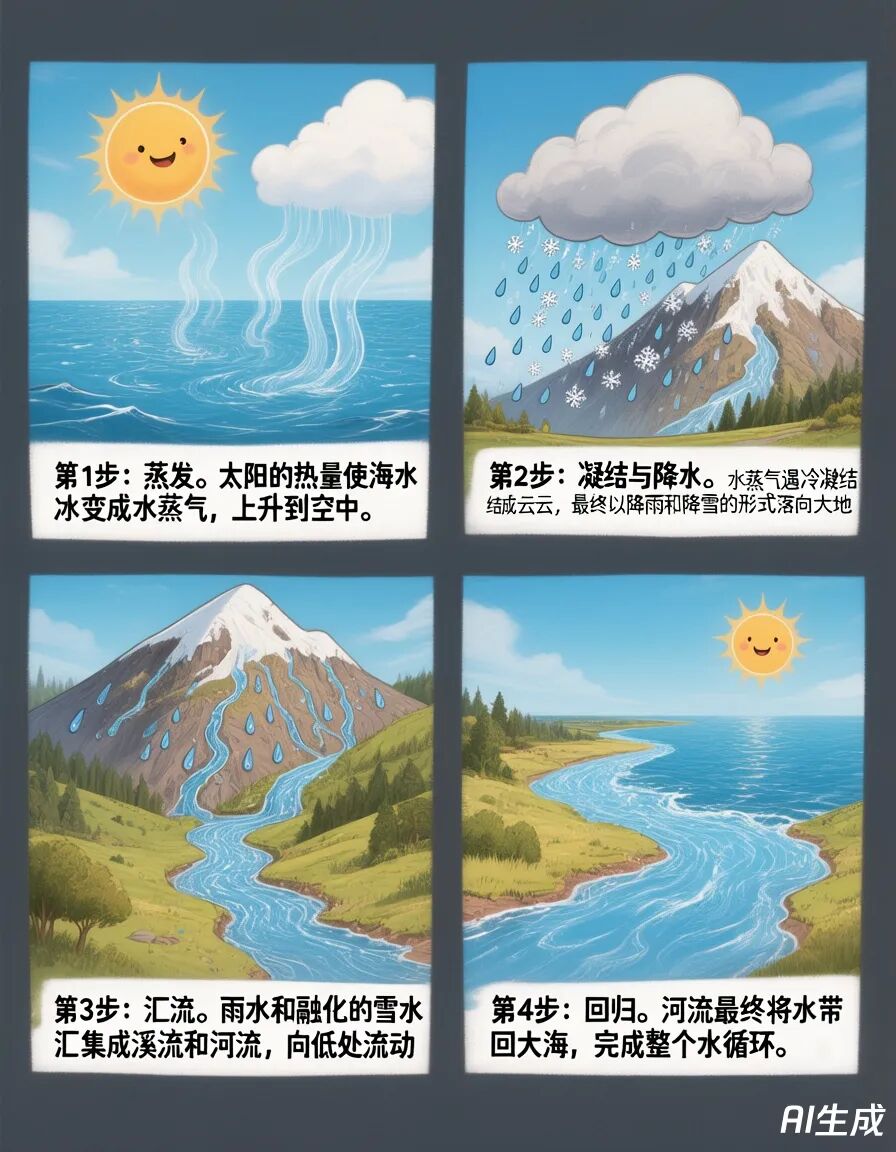 第1步：蒸发。太阳的热量使海水
冰变成水蒸气，上升到空中。
第2步：凝结与降水。水蒸气遇冷凝结
结成云云，最终以降雨和降雪的形式落向大地
第3步：汇流。雨水和融化的雪水
汇集成溪流和河流，向低处流动
第4步：回归。河流最终将水带
回大海，完成整个水循环。
AI生成